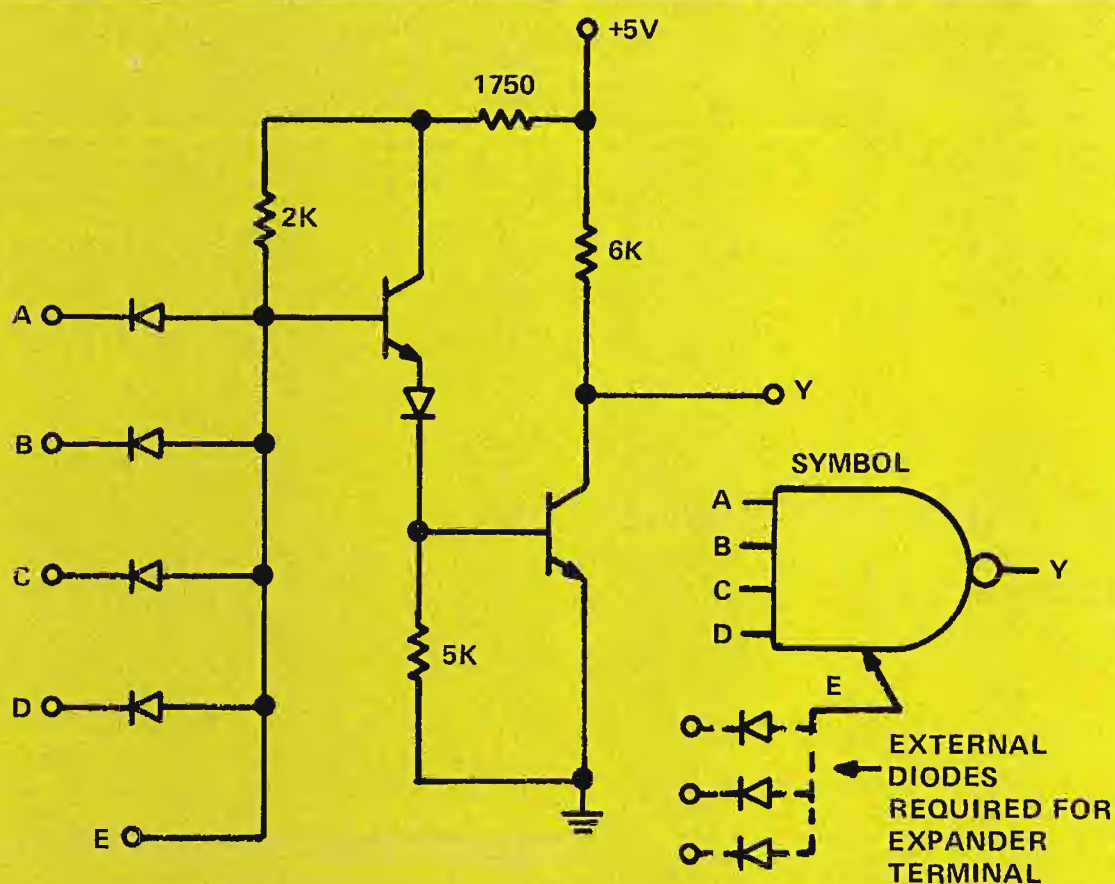 +5V
1750
2K
6K
A
Y
B
SYMBOL
A
B
C
D
Y
C
5K
E
D
EXTERNAL
DIODES
REQUIRED FOR
EXPANDER
TERMINAL
E